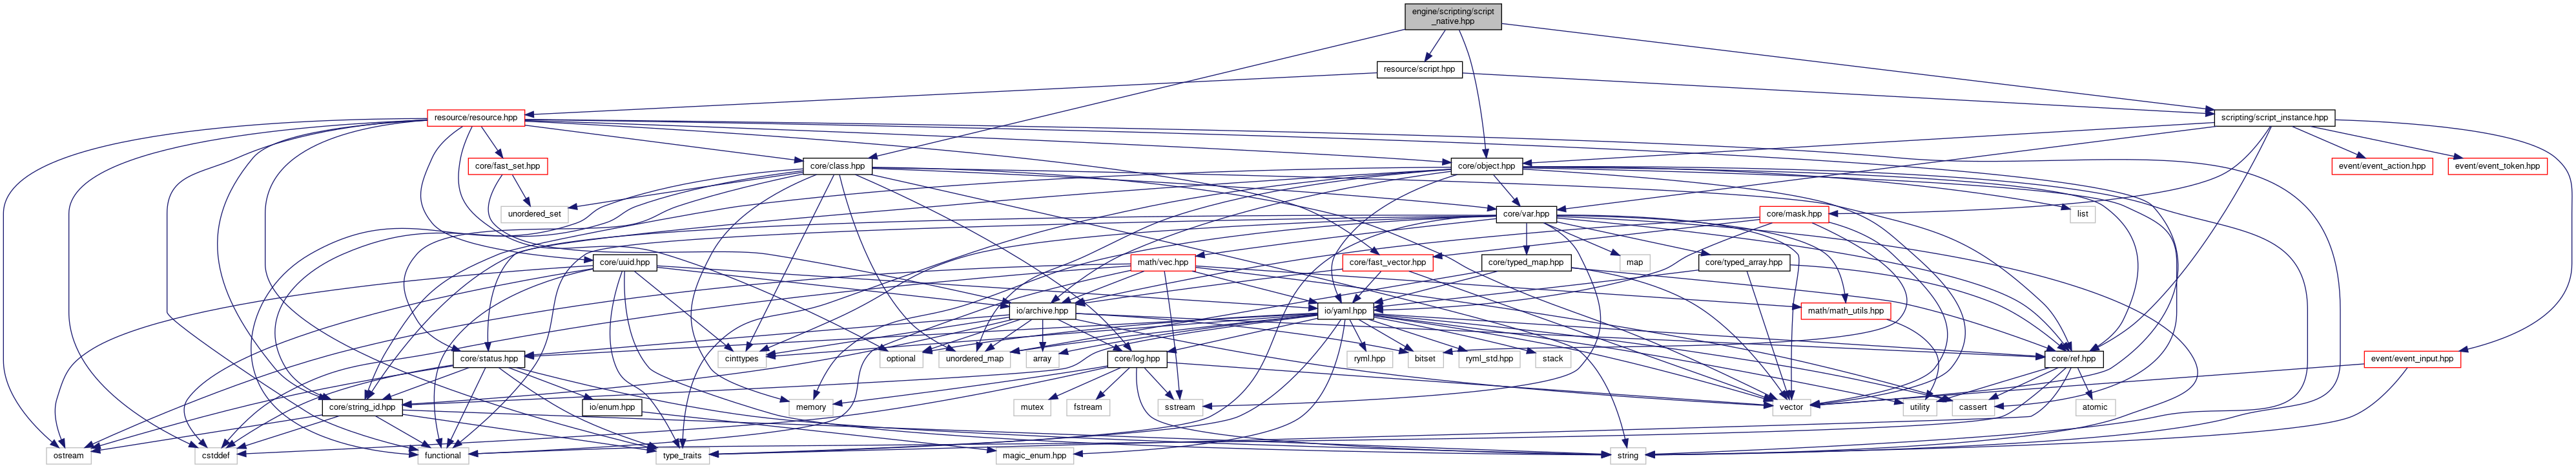 engine/scripting/script
_native.hpp
resource/script.hpp
resource/resource.hpp
scripting/script_instance.hpp
core/fast_set.hpp
core/class.hpp
core/object.hpp
event/event_action.hpp
event/event_token.hpp
unordered_set
core/var.hpp
core/mask.hpp
list
core/uuid.hpp
math/vec.hpp
core/fast_vector.hpp
core/typed_map.hpp
map
core/typed_array.hpp
io/archive.hpp
io/yaml.hpp
math/math_utils.hpp
core/status.hpp
cinttypes
optional
unordered_map
array
core/log.hpp
ryml.hpp
bitset
ryml_std.hpp
stack
core/ref.hpp
event/event_input.hpp
core/string_id.hpp
io/enum.hpp
memory
mutex
fstream
sstream
vector
utility
cassert
atomic
ostream
cstddef
functional
type_traits
magic_enum.hpp
string